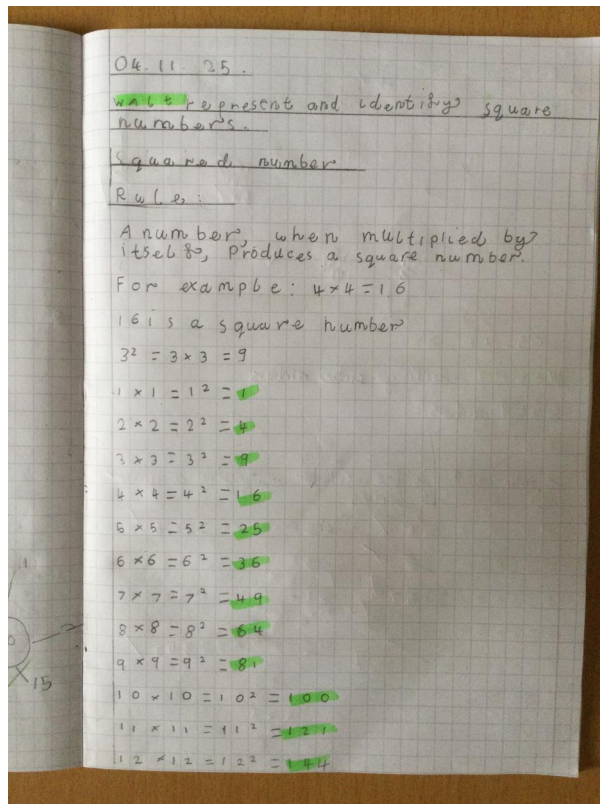 04.11.25.
WALt represent and identify square
numbers.
Squared number
Rule:
A number, when multiplied by
itself, produces a square number.
For example: 4×4=16
16 is a square number
3² = 3 × 3 = 9
1 × 1 = 1² = 1
2 × 2 = 2² = 4
3 × 3 = 3² = 9
4 × 4 = 4² = 16
5 × 5 = 5² = 25
6 × 6 = 6² = 36
7 × 7 = 7² = 49
8 × 8 = 8² = 64
9 × 9 = 9² = 81
10 × 10 = 10² = 100
11 × 11 = 11² = 121
12 × 12 = 12² = 144
1
15